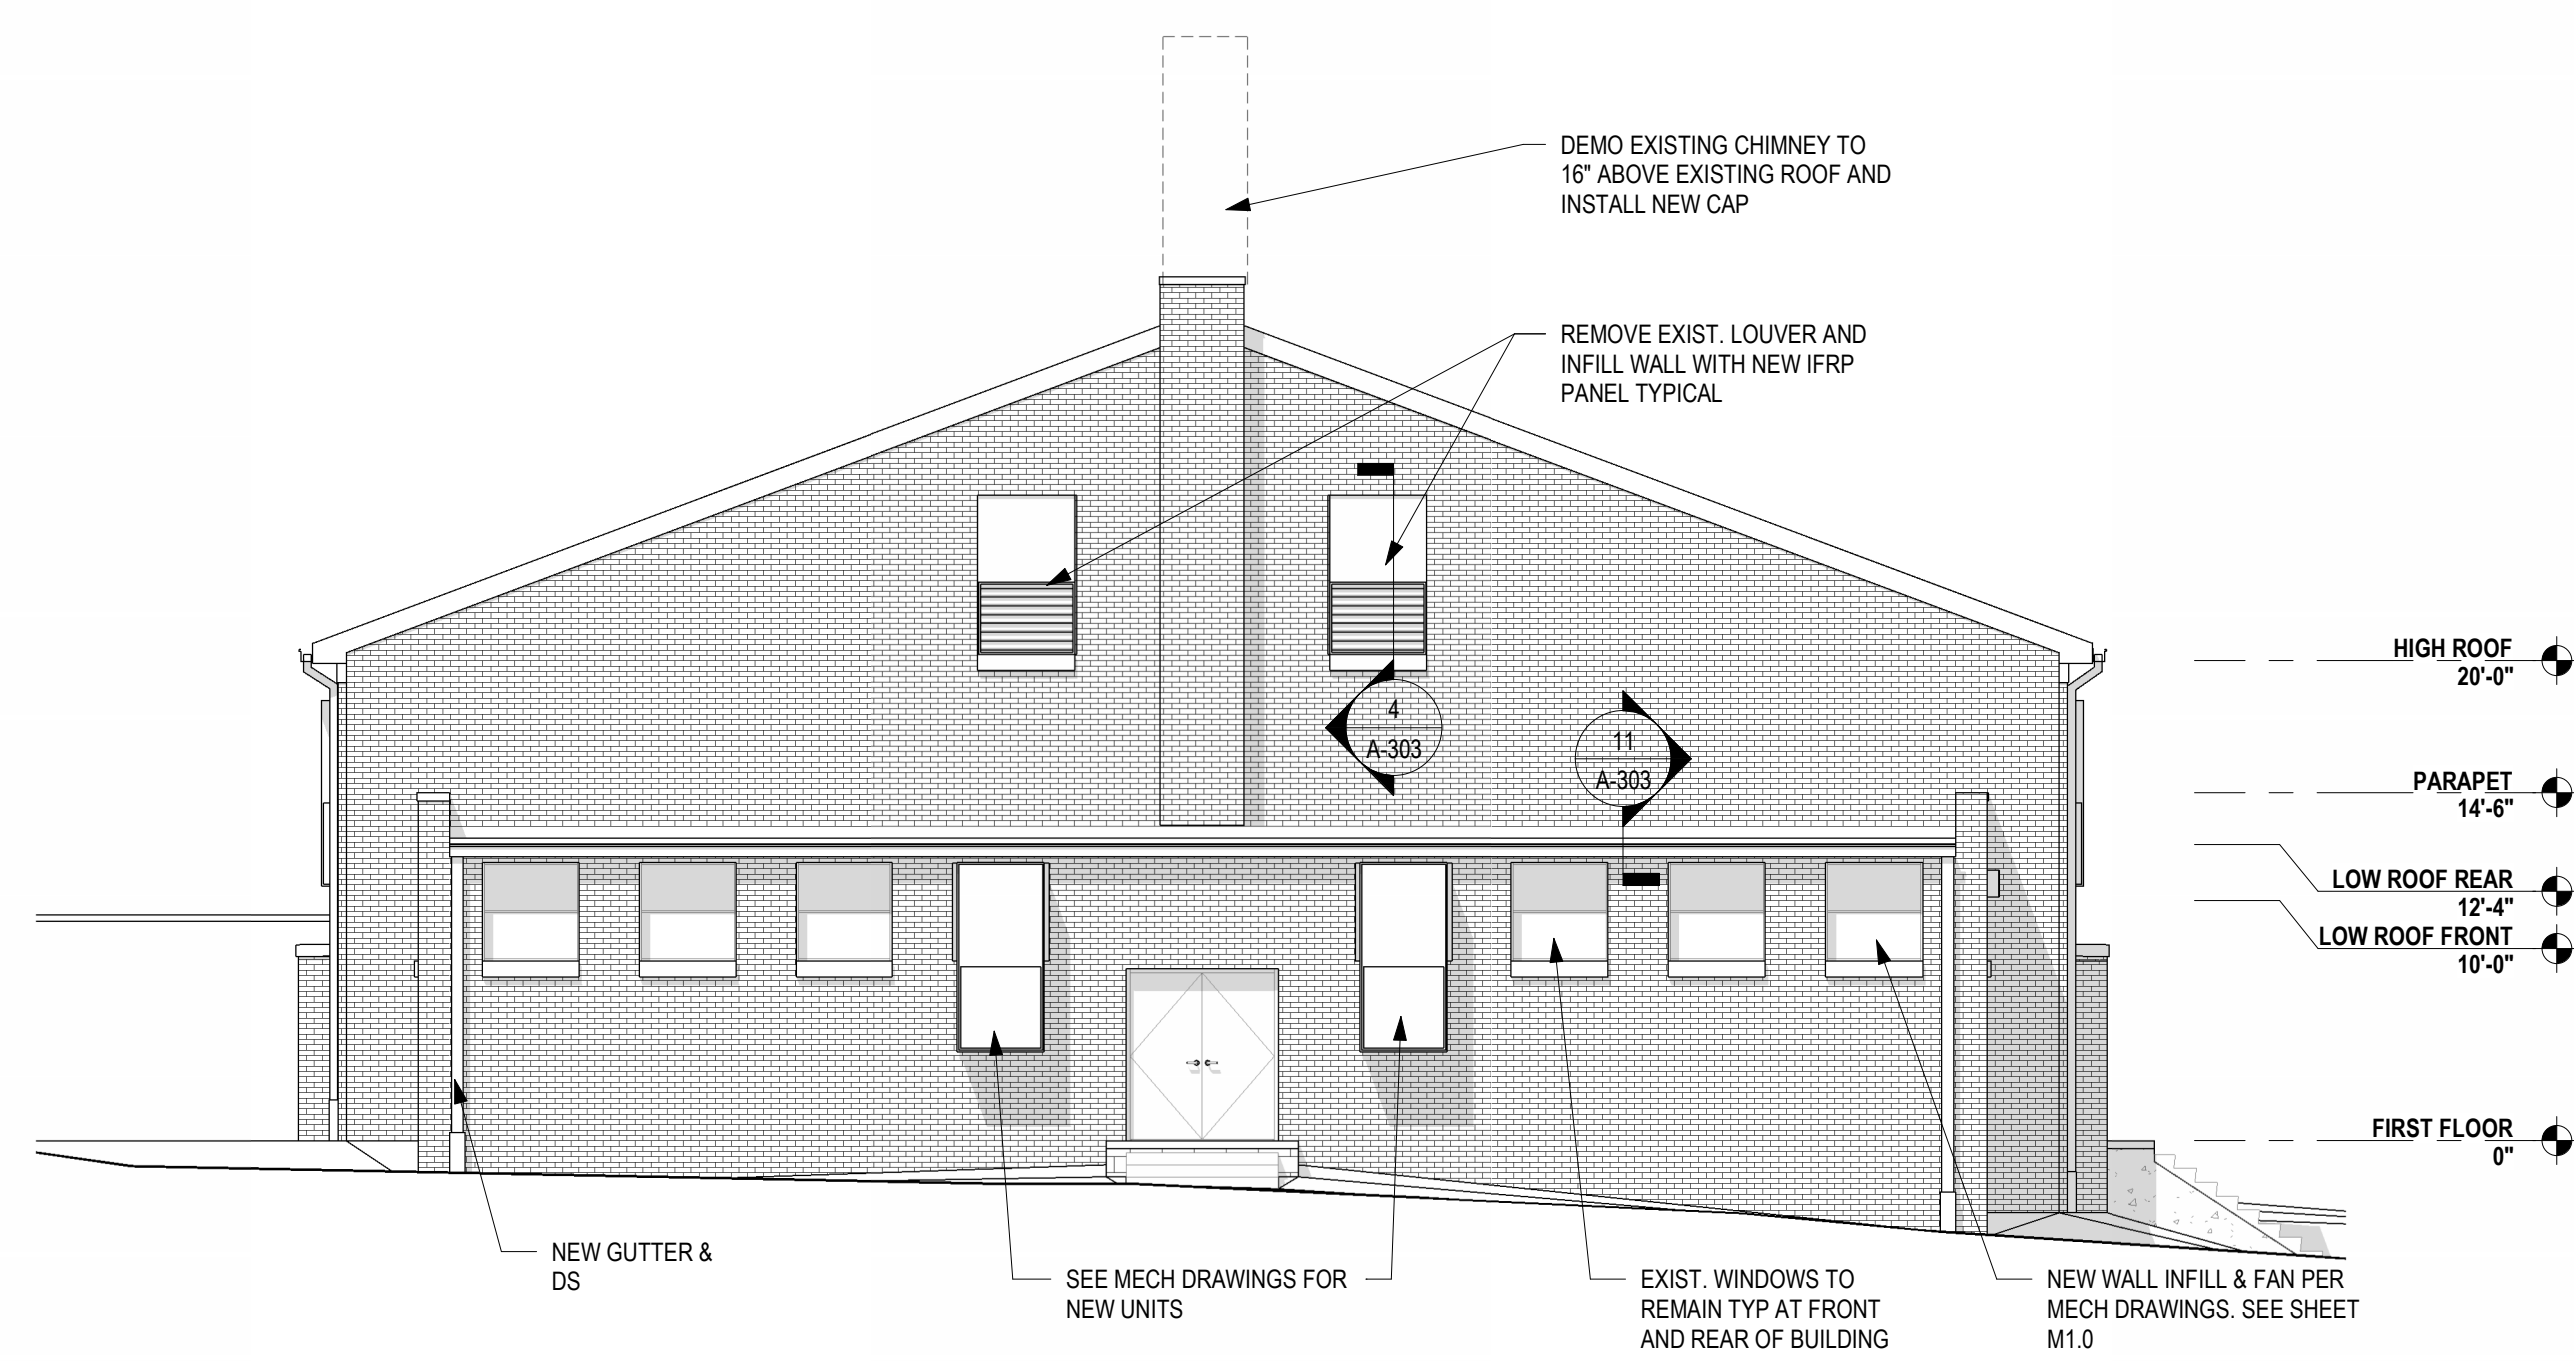 DEMO EXISTING CHIMNEY TO
16" ABOVE EXISTING ROOF AND
INSTALL NEW CAP
REMOVE EXIST. LOUVER AND
INFILL WALL WITH NEW IFRP
PANEL TYPICAL
4
A-303
11
A-303
HIGH ROOF
20'-0"
PARAPET
14'-6"
LOW ROOF REAR
12'-4"
LOW ROOF FRONT
10'-0"
FIRST FLOOR
0"
NEW GUTTER &
DS
SEE MECH DRAWINGS FOR
NEW UNITS
EXIST. WINDOWS TO
REMAIN TYP AT FRONT
AND REAR OF BUILDING
NEW WALL INFILL & FAN PER
MECH DRAWINGS. SEE SHEET
M1.0